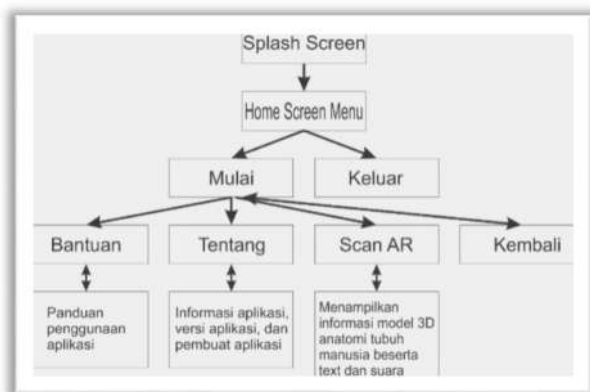 Splash Screen
Home Screen Menu
Mulai
Keluar
Bantuan
Tentang
Scan AR
Kembali
Panduan
penggunaan
aplikasi
Informasi aplikasi,
versi aplikasi, dan
pembuat aplikasi
Menampilkan
informasi model 3D
anatomi tubuh
manusia beserta
text dan suara